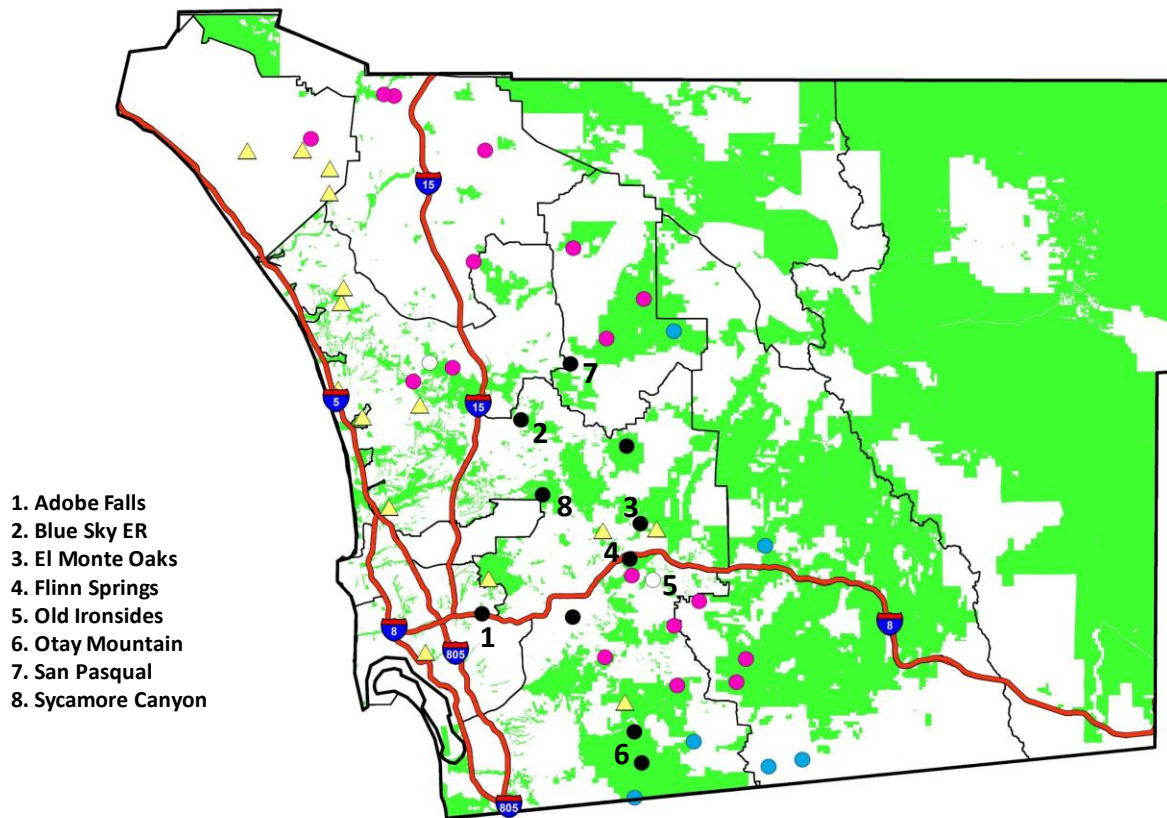 15
7
5
15
2
8
3
4
5
1. Adobe Falls
2. Blue Sky ER
3. El Monte Oaks
4. Flinn Springs
5. Old Ironsides
6. Otay Mountain
7. San Pasqual
8. Sycamore Canyon
1
8
8
805
6
805